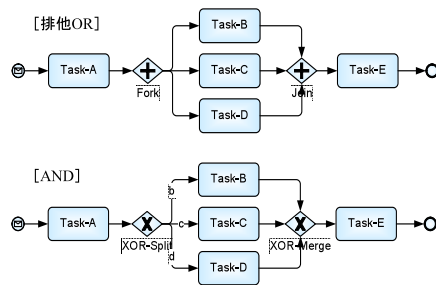 [排他OR]
Task-B
Task-A
Task-C
Task-E
Fork
Join
Task-D
[AND]
b
Task-B
Task-A
c
Task-C
Task-E
XOR-Split
XOR-Merge
d
Task-D